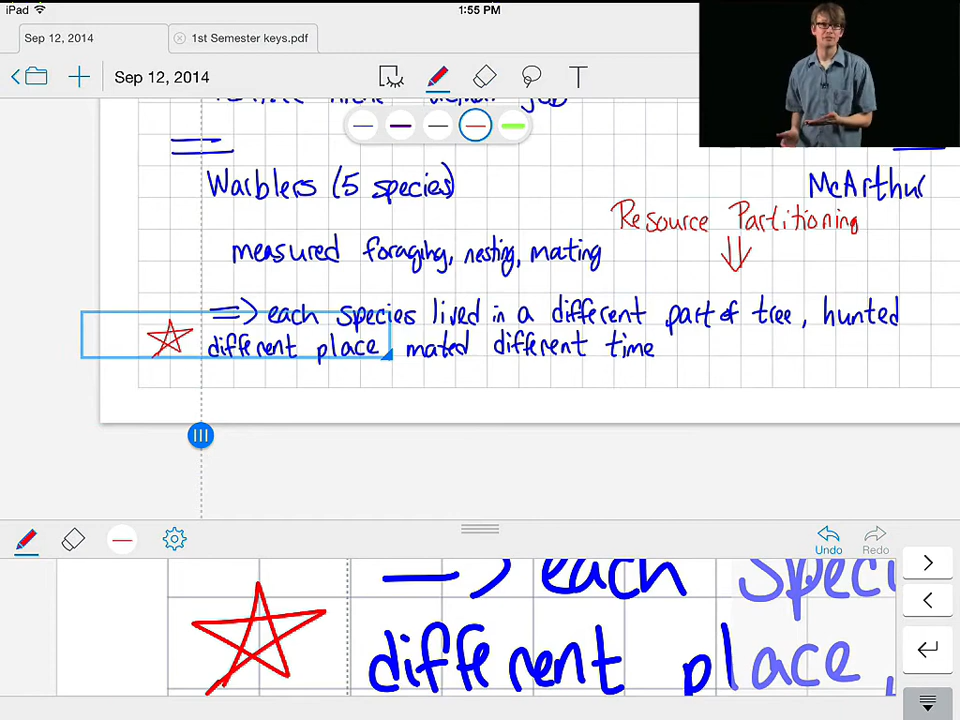 iPad 1:55 PM
Sep 12, 2014 1st Semester keys.pdf
Sep 12, 2014 T
Warblers (5 species) McArthur
Resource Partitioning
measured foraging, nesting, mating
=> each species lived in a different part of tree, hunted
different place, mated different time
Undo Redo
=> each Speci
different place,